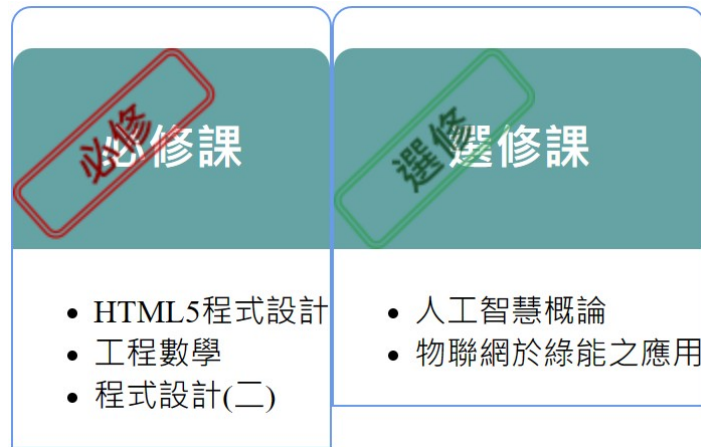 必修
必修課
HTML5程式設計
工程數學
程式設計(二)
選修
選修課
人工智慧概論
物聯網於綠能之應用